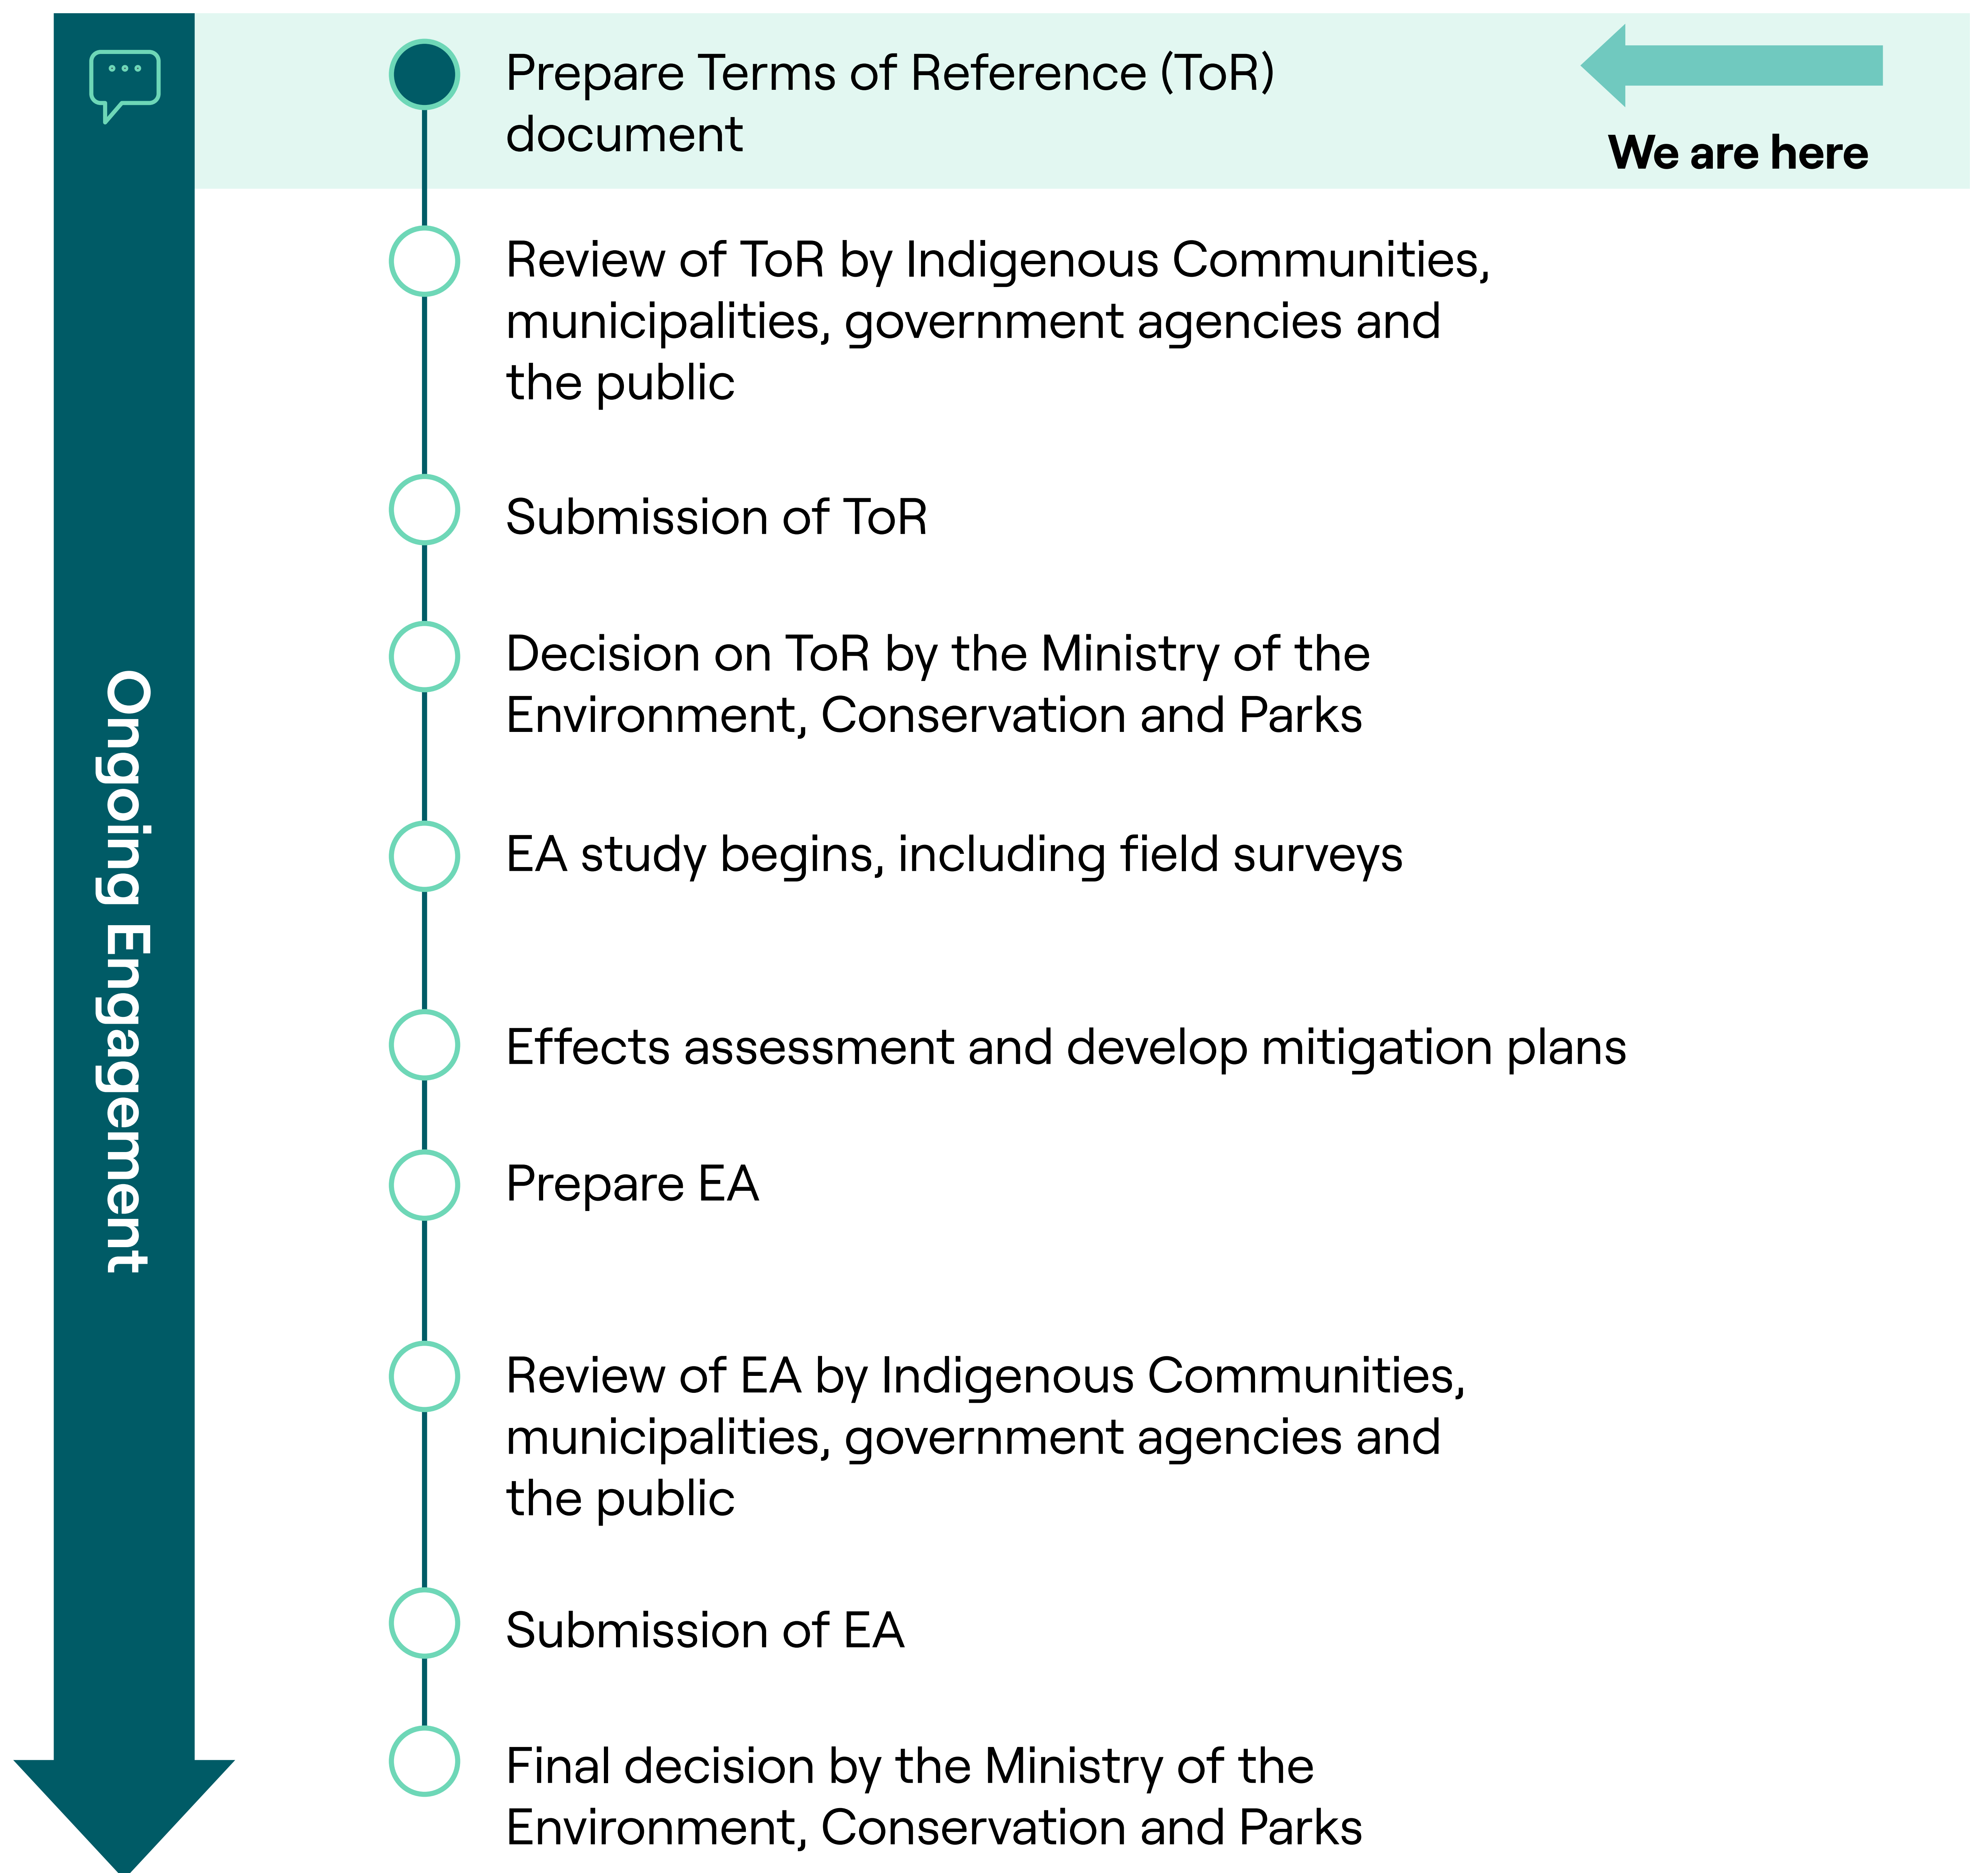 Prepare Terms of Reference (ToR)
document
We are here
Review of ToR by Indigenous Communities,
municipalities, government agencies and
the public
Submission of ToR
Decision on ToR by the Ministry of the
Environment, Conservation and Parks
EA study begins, including field surveys
Effects assessment and develop mitigation plans
Prepare EA
Review of EA by Indigenous Communities,
municipalities, government agencies and
the public
Submission of EA
Final decision by the Ministry of the
Environment, Conservation and Parks
Ongoing Engagement